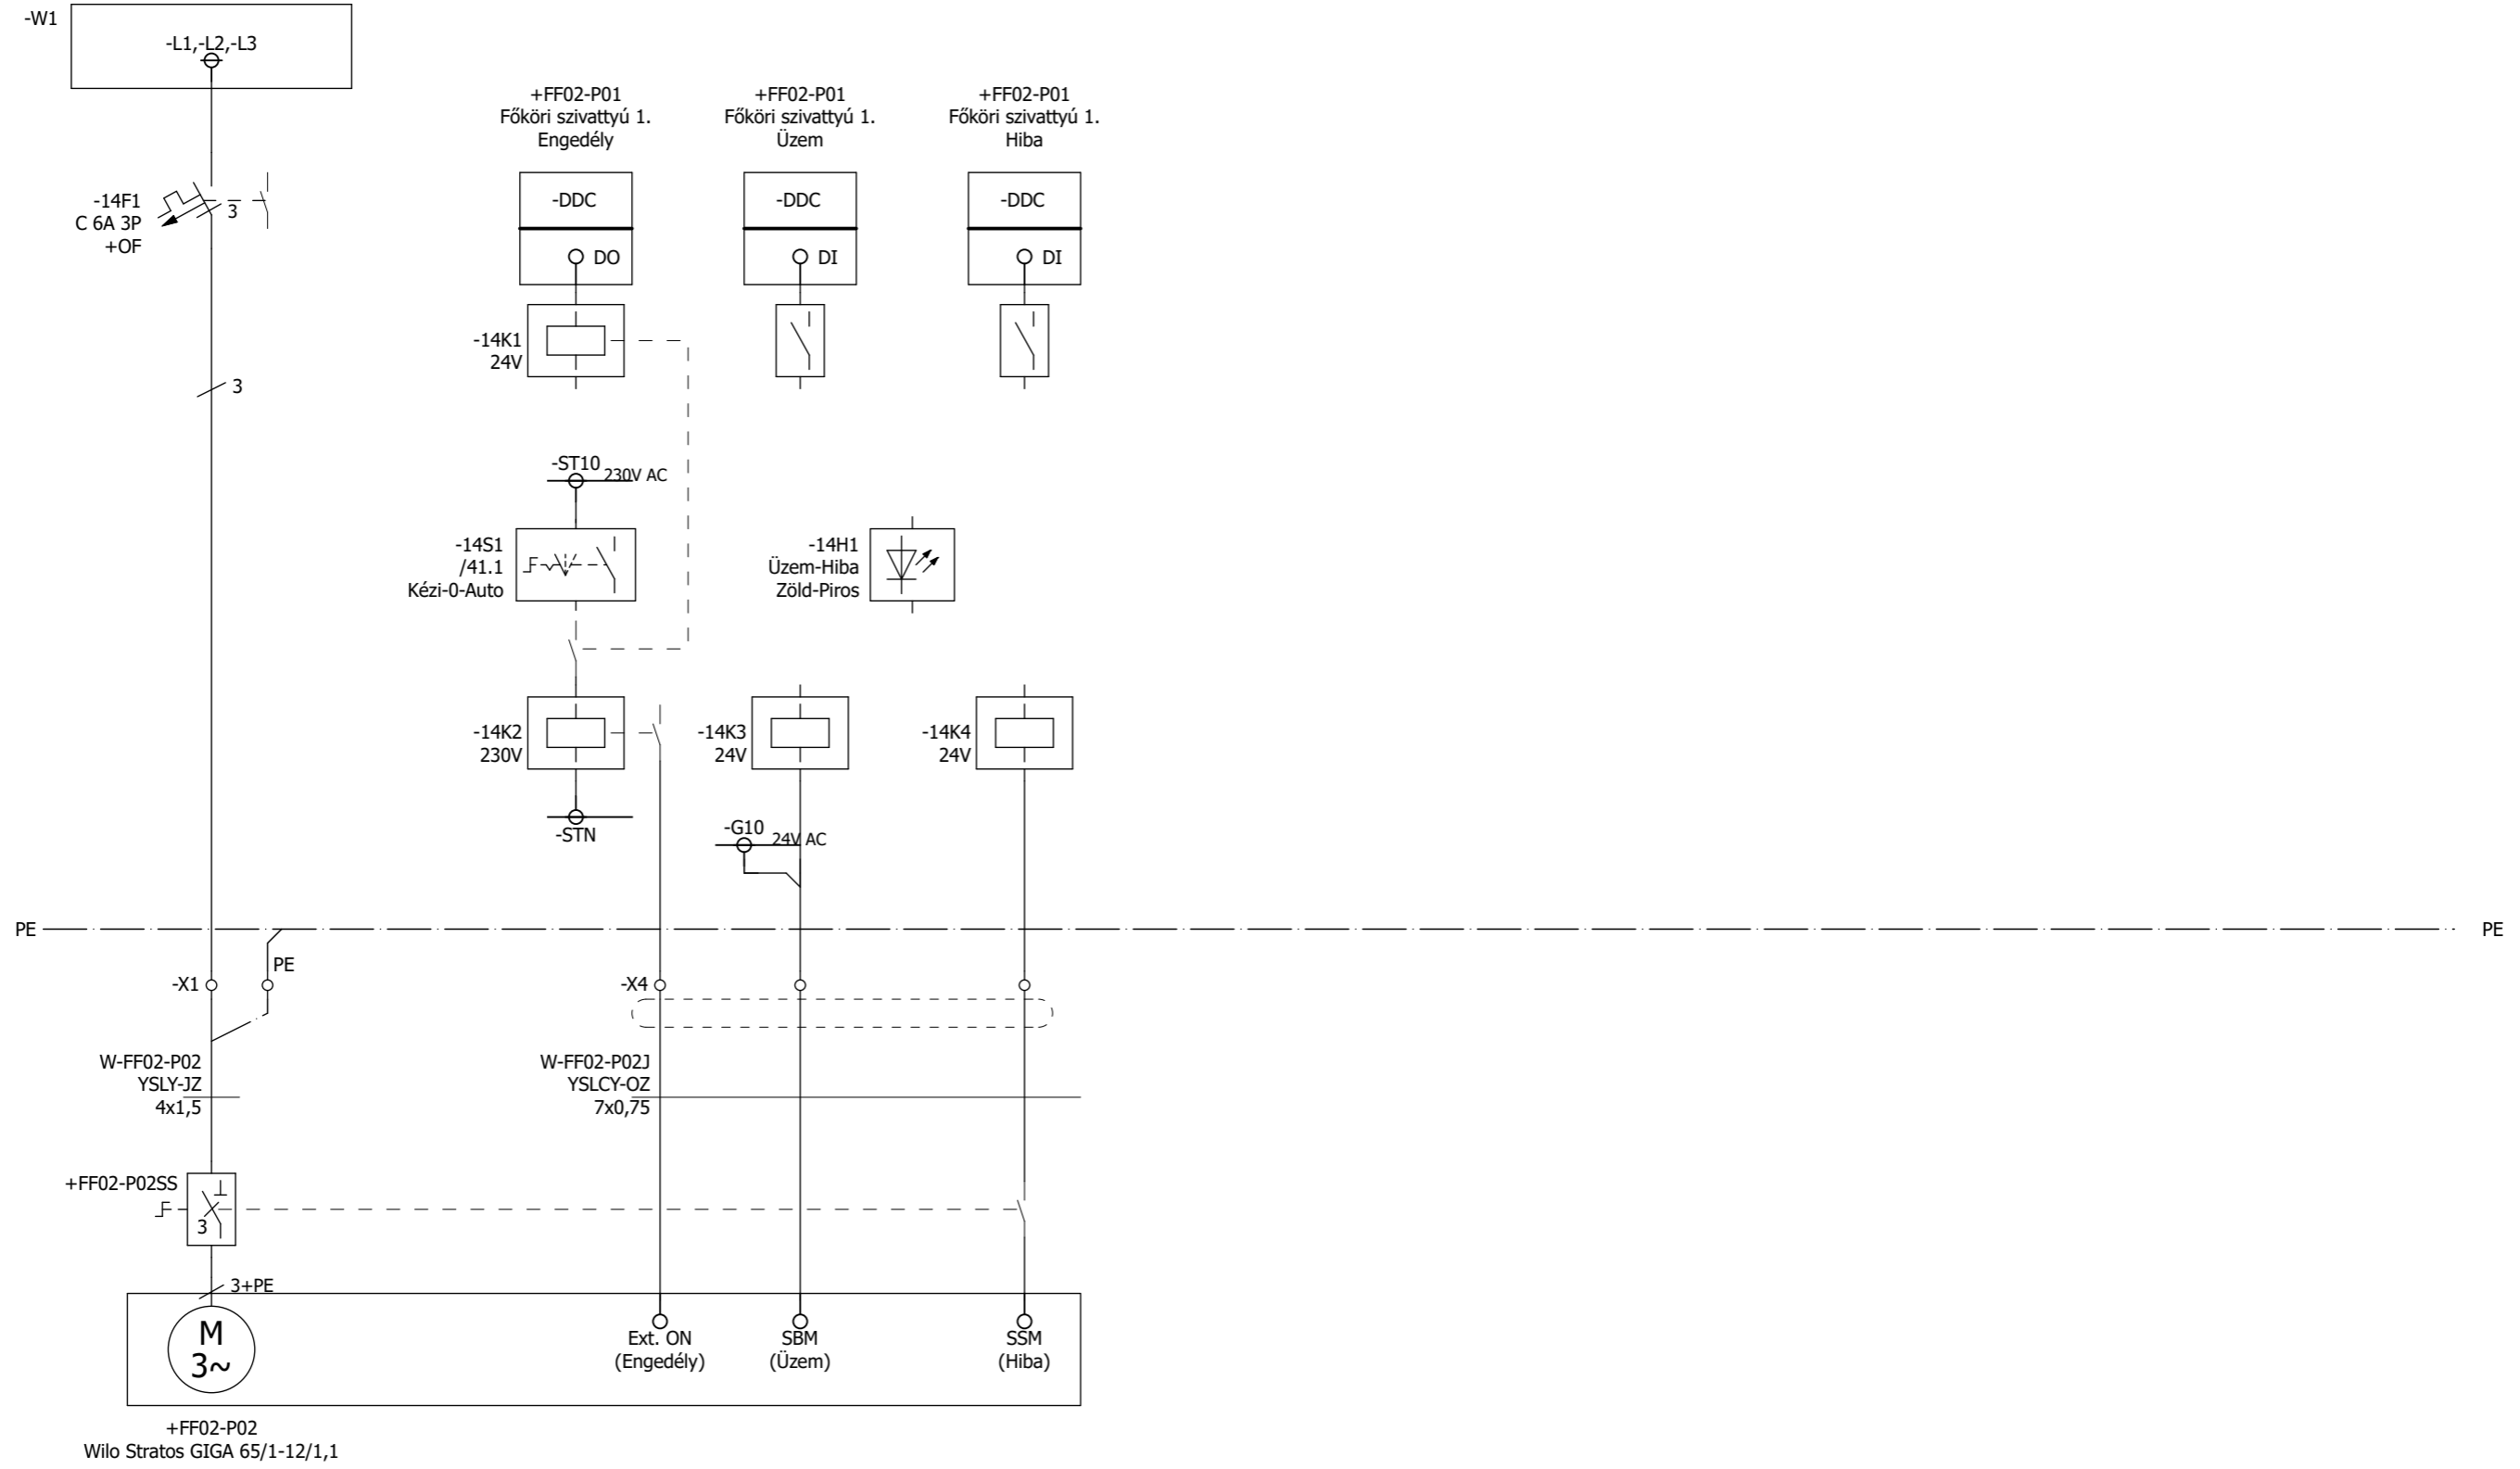 -W1
-L1,-L2,-L3
+FF02-P01
Főköri szivattyú 1.
Engedély
+FF02-P01
Főköri szivattyú 1.
Üzem
+FF02-P01
Főköri szivattyú 1.
Hiba
-14F1
C 6A 3P
+OF
3
-DDC
DO
-DDC
DI
-DDC
DI
-14K1
24V
3
-ST10
230V AC
-14S1
/41.1
Kézi-0-Auto
-14H1
Üzem-Hiba
Zöld-Piros
-14K2
230V
-14K3
24V
-14K4
24V
-STN
-G10
24V AC
PE
PE
PE
-X1
-X4
W-FF02-P02
YSLY-JZ
4x1,5
W-FF02-P02J
YSLCY-OZ
7x0,75
+FF02-P02SS
3
3+PE
M
3~
Ext. ON
(Engedély)
SBM
(Üzem)
SSM
(Hiba)
+FF02-P02
Wilo Stratos GIGA 65/1-12/1,1